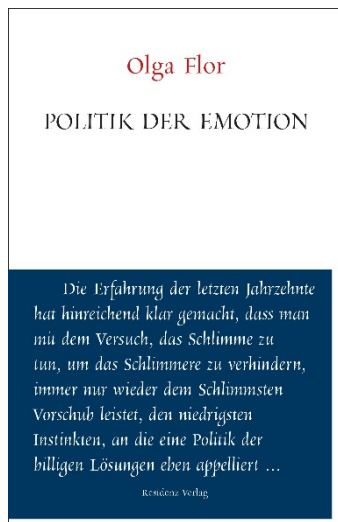 Olga Flor
POLITIK DER EMOTION
Die Erfahrung der letzten Jahrzehnte
hat hinreichend klar gemacht, dass man
mit dem Versuch, das Schlimme zu
tun, um das Schlimmere zu verhindern,
immer nur wieder dem Schlimmsten
Vorschub leistet, den niedrigsten
Instinkten, an die eine Politik der
billigen Lösungen eben appelliert ...
Residenz Verlag